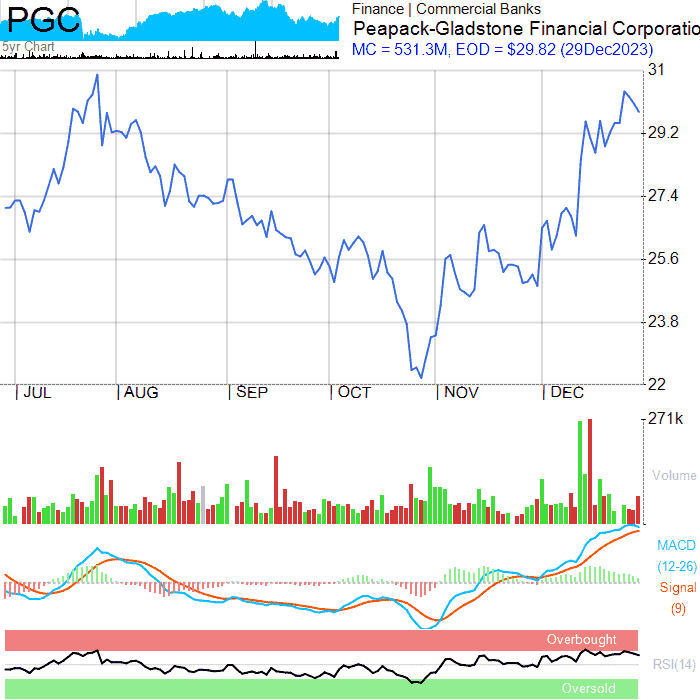 PGC
5yr Chart
Finance | Commercial Banks
Peapack-Gladstone Financial Corporatio
MC = 531.3M, EOD = $29.82 (29Dec2023)
31
29.2
27.4
25.6
23.8
22
|JUL |AUG |SEP |OCT |NOV |DEC
271k
Volume
MACD
(12-26)
Signal
(9)
Overbought
RSI(14)
Oversold